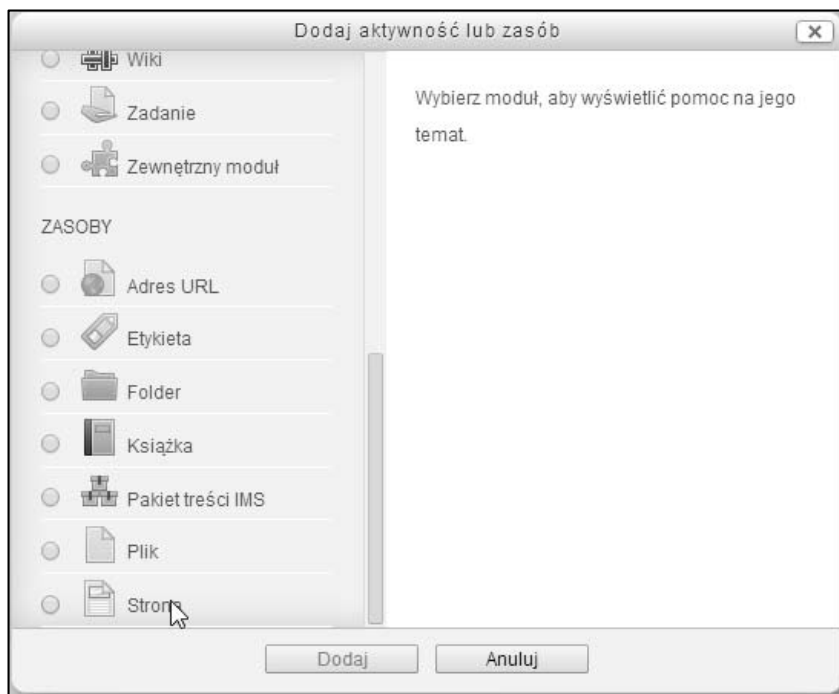 Dodaj aktywność lub zasób
Wiki
Zadanie
Zewnętrzny moduł
ZASOBY
Adres URL
Etykieta
Folder
Książka
Pakiet treści IMS
Plik
Strona
Wybierz moduł, aby wyświetlić pomoc na jego
temat.
Dodaj
Anuluj